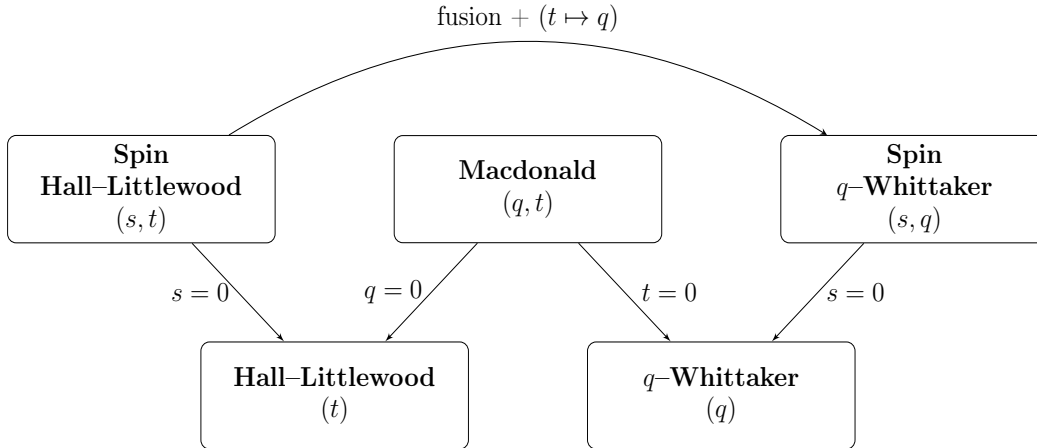 fusion + (t ↦ q)
Spin
Hall–Littlewood
(s, t)
Macdonald
(q, t)
Spin
q–Whittaker
(s, q)
s = 0
q = 0
t = 0
s = 0
Hall–Littlewood
(t)
q–Whittaker
(q)